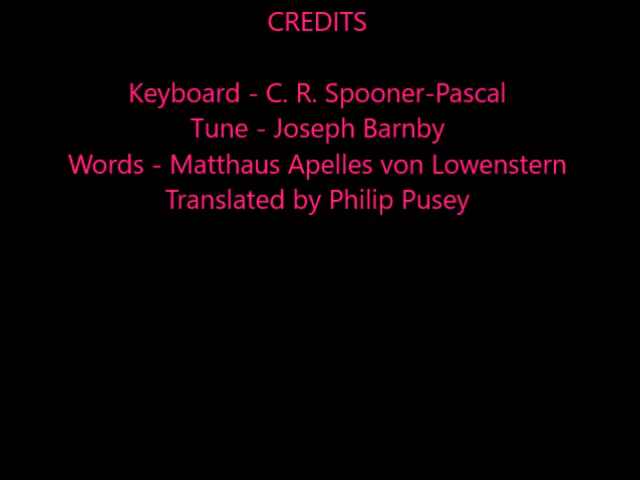 CREDITS
Keyboard - C. R. Spooner-Pascal
Tune - Joseph Barnby
Words - Matthaus Apelles von Lowenstern
Translated by Philip Pusey